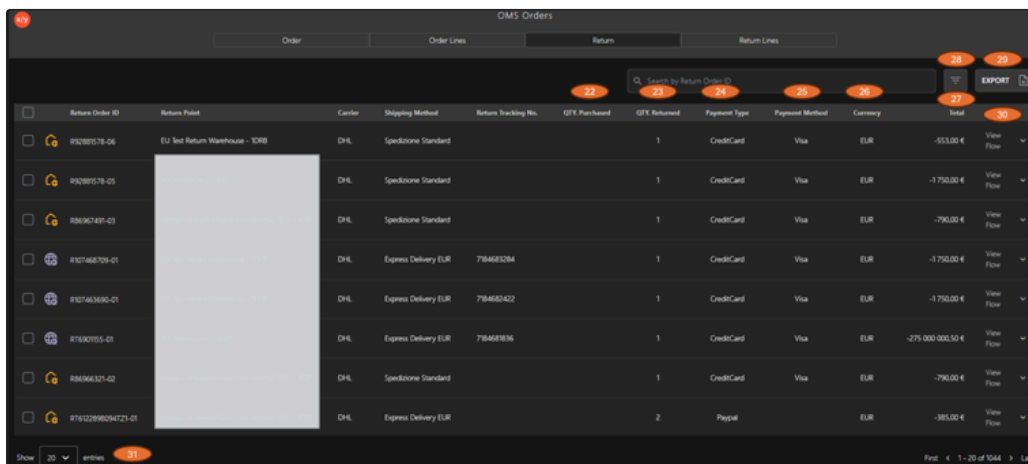 n/y
OMS Orders
Order Order Lines Return Return Lines
28 29
Search by Return Order ID EXPORT
22 23 24 25 26 27 30
Return Order ID Return Point Carrier Shipping Method Return Tracking No. QTY. Purchased QTY. Returned Payment Type Payment Method Currency Total
R92881578-06 EU Test Return Warehouse - 1DRB DHL Spedizione Standard 1 CreditCard Visa EUR -553,00 € View Flow
R92881578-05 DHL Spedizione Standard 1 CreditCard Visa EUR -1 750,00 € View Flow
R86967491-03 DHL Spedizione Standard 1 CreditCard Visa EUR -790,00 € View Flow
R107468709-01 DHL Express Delivery EUR 7184683284 1 CreditCard Visa EUR -1 750,00 € View Flow
R107463690-01 DHL Express Delivery EUR 7184682422 1 CreditCard Visa EUR -1 750,00 € View Flow
RT6901155-01 DHL Express Delivery EUR 7184681836 1 CreditCard Visa EUR -275 000 000,50 € View Flow
R86966321-02 DHL Spedizione Standard 1 CreditCard Visa EUR -790,00 € View Flow
DHL Express Delivery EUR 2 Paypal EUR -385,00 € View Flow
Show 20 entries 31 First < 1 - 20 of 1044 >